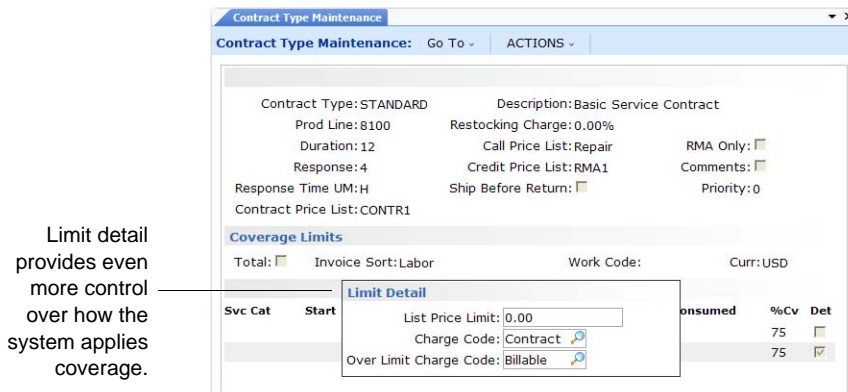 Contract Type Maintenance
Contract Type Maintenance: Go To ACTIONS
Contract Type: STANDARD Description: Basic Service Contract
Prod Line: 8100 Restocking Charge: 0.00%
Duration: 12 Call Price List: Repair RMA Only:
Response: 4 Credit Price List: RMA1 Comments:
Response Time UM: H Ship Before Return: Priority: 0
Contract Price List: CONTR1
Coverage Limits
Total: Invoice Sort: Labor Work Code: Curr: USD
Limit detail
provides even
more control
over how the
system applies
coverage.
Limit Detail
Svc Cat Start %Cv Det
List Price Limit: 0.00
Charge Code: Contract 75
Over Limit Charge Code: Billable 75